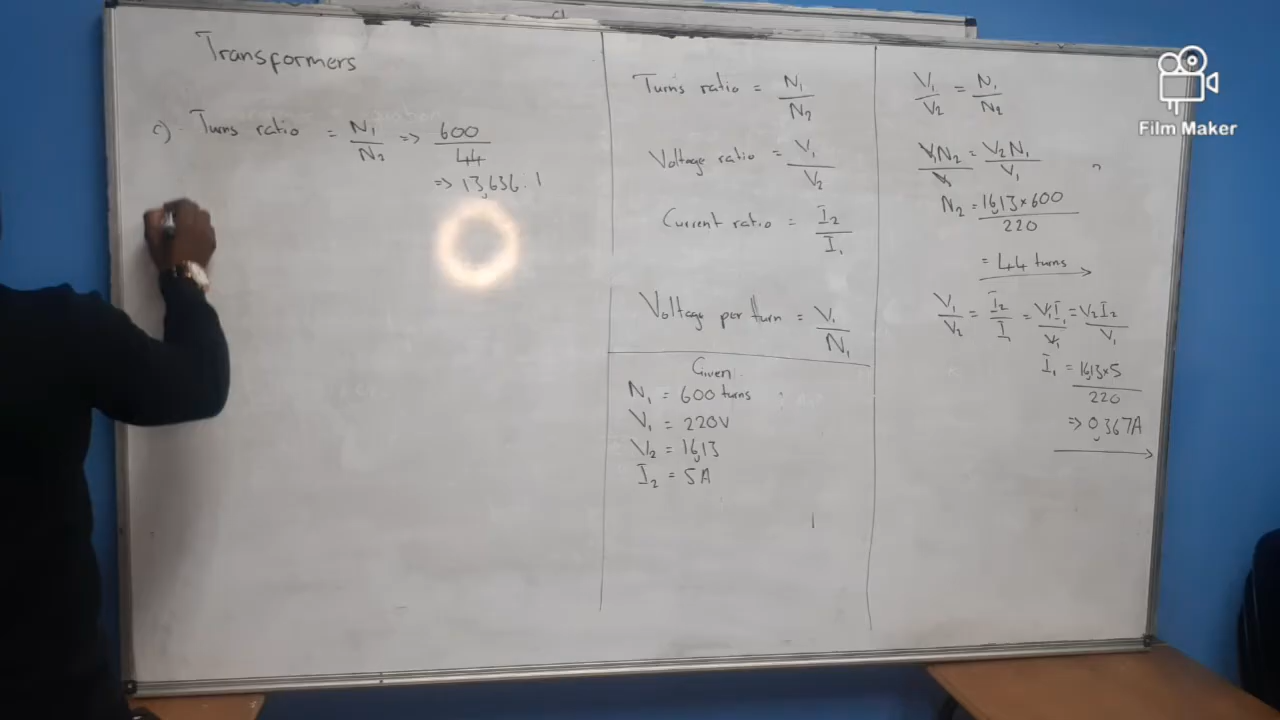 Transformers
c) Turns ratio = N₁/N₂ => 600/44
=> 13,636:1
Turns ratio = N₁/N₂
Voltage ratio = V₁/V₂
Current ratio = I₂/I₁
Voltage per turn = V₁/N₁
Given:
N₁ = 600 turns
V₁ = 220V
V₂ = 16,13
I₂ = 5A
V₁/V₂ = N₁/N₂
V₁N₂/V₁ = V₂N₁/V₁
N₂ = 16,13 × 600/220
= 44 turns
V₁/V₂ = I₂/I₁ = V₁I₁/V₁ = V₂I₂/V₁
I₁ = 16,13 × 5/220
=> 0,367A
Film Maker